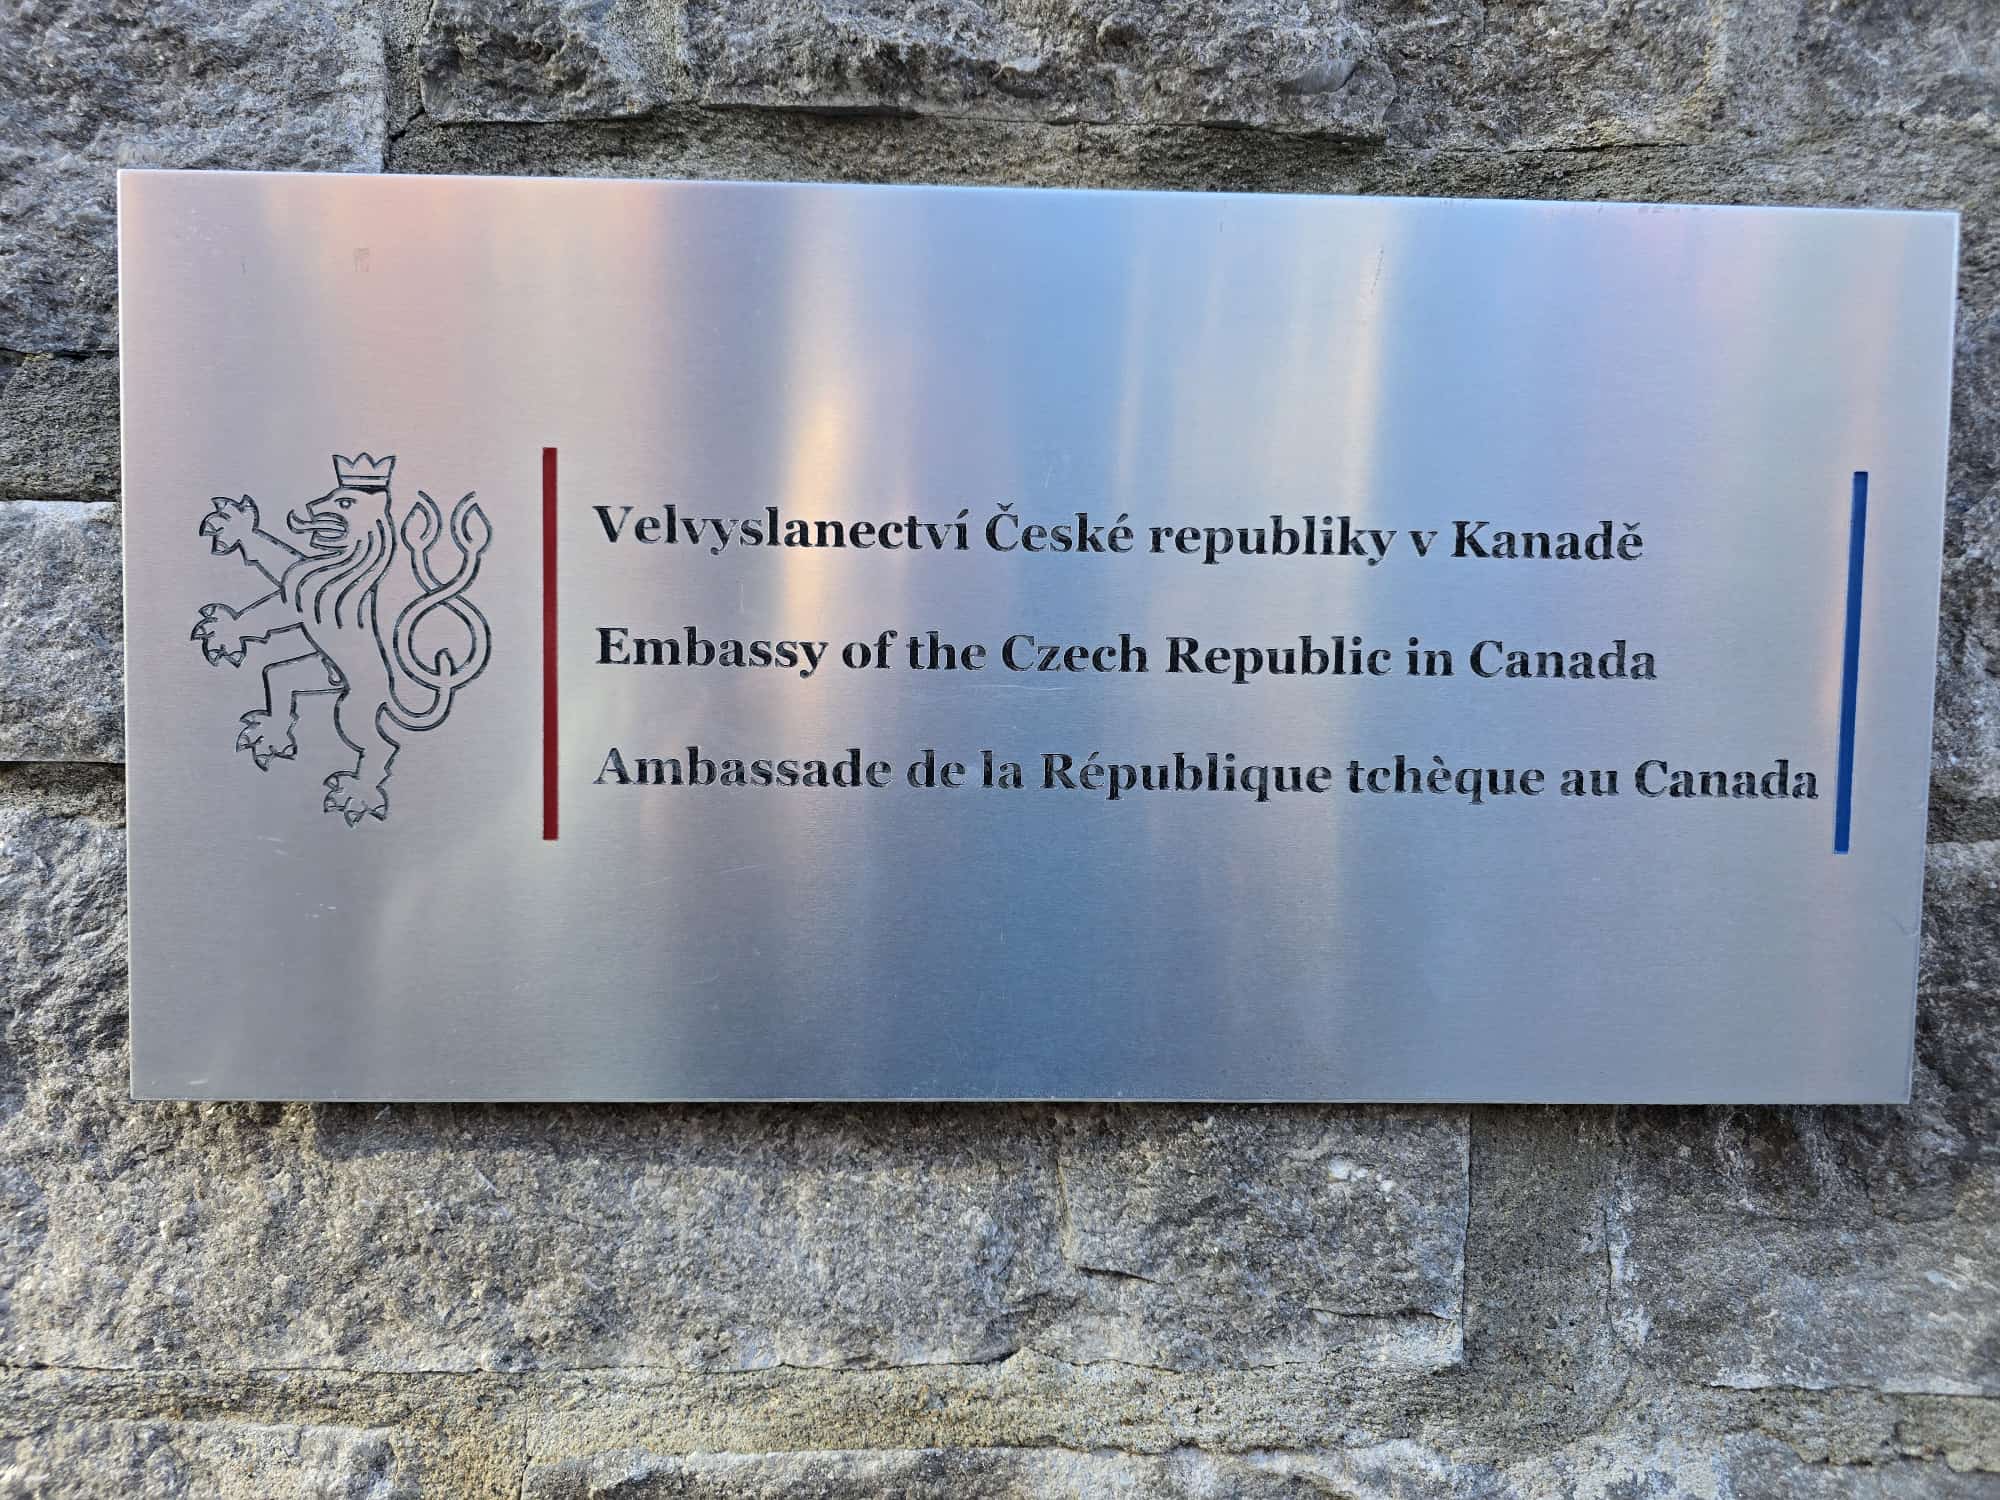 Velvyslanectví České republiky v Kanadě
Embassy of the Czech Republic in Canada
Ambassade de la République tchèque au Canada